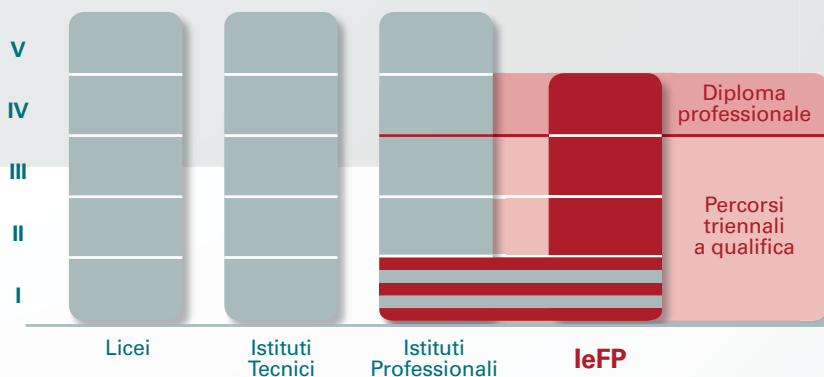 V
IV
III
II
I
Diploma
professionale
Percorsi
triennali
a qualifica
Licei
Istituti
Tecnici
Istituti
Professionali
IeFP